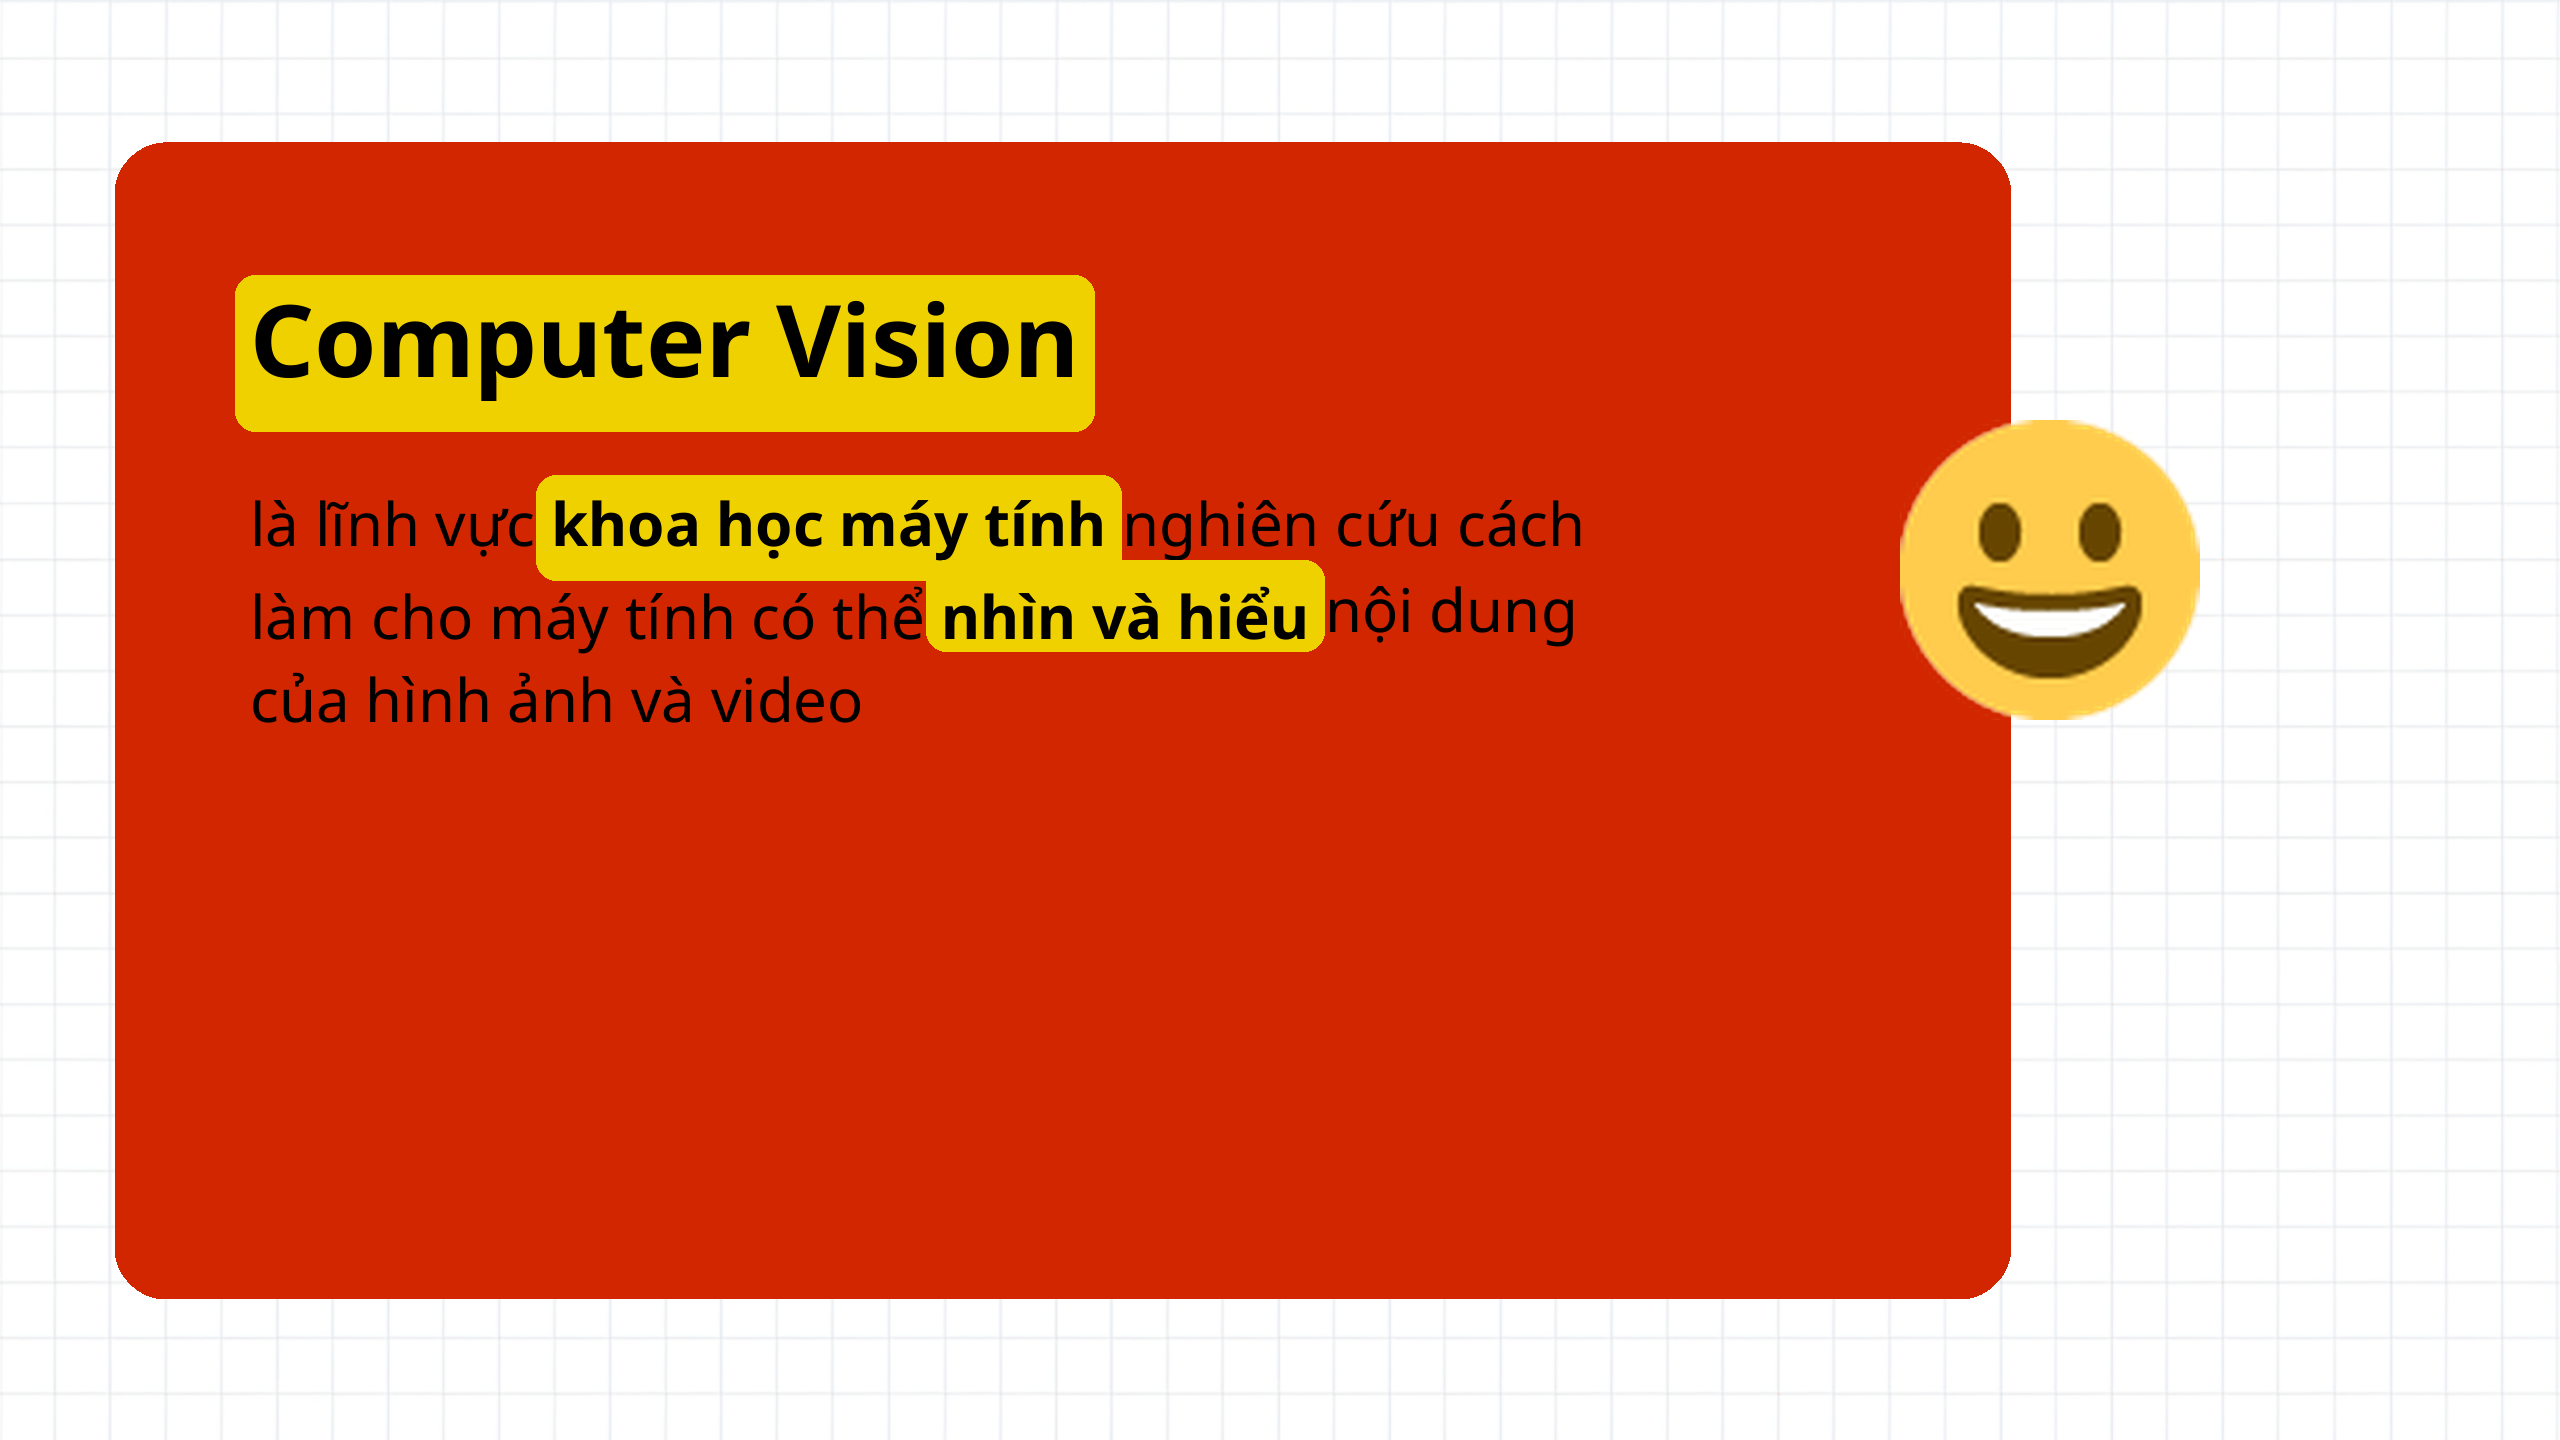 Computer Vision
là lĩnh vực khoa học máy tính nghiên cứu cách
làm cho máy tính có thể nhìn và hiểu nội dung
của hình ảnh và video